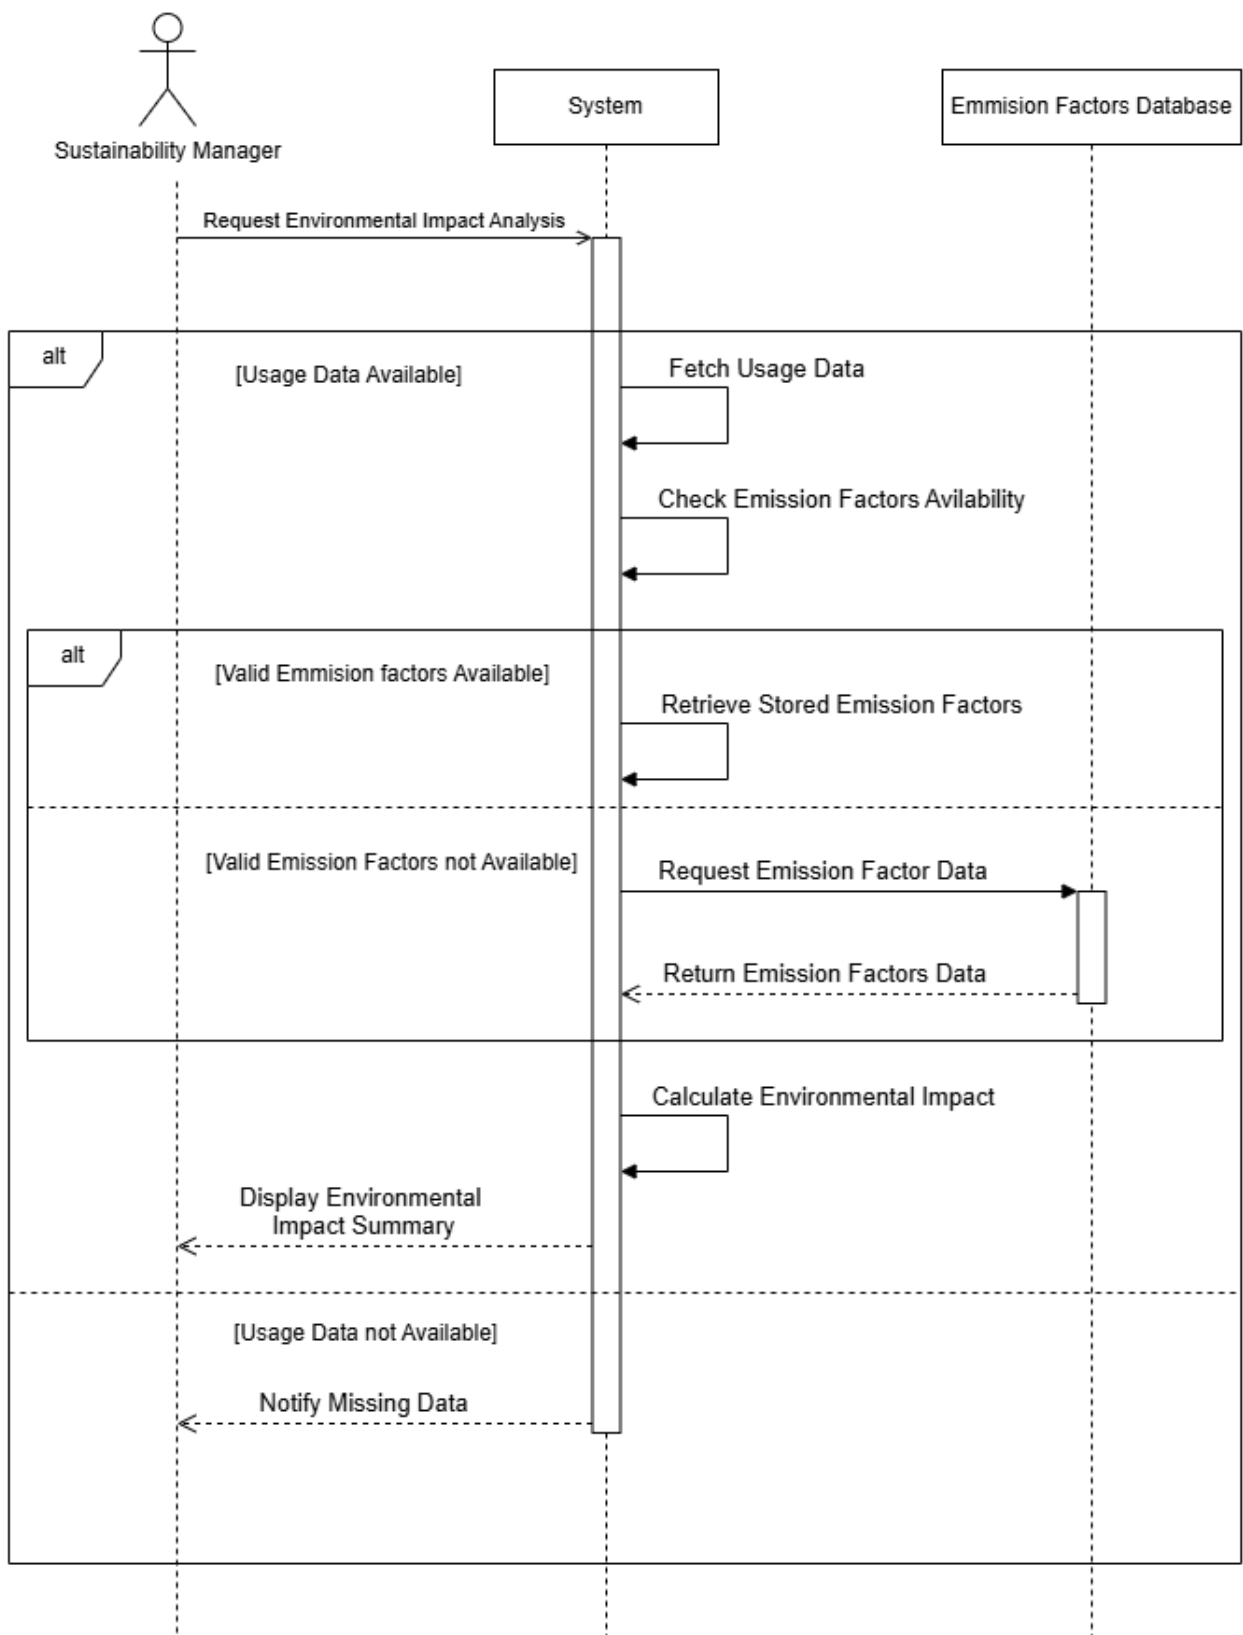 Sustainability Manager
System
Emmision Factors Database
Request Environmental Impact Analysis
alt
[Usage Data Available]
Fetch Usage Data
Check Emission Factors Avilability
alt
[Valid Emmision factors Available]
Retrieve Stored Emission Factors
[Valid Emission Factors not Available]
Request Emission Factor Data
Return Emission Factors Data
Calculate Environmental Impact
Display Environmental
Impact Summary
[Usage Data not Available]
Notify Missing Data